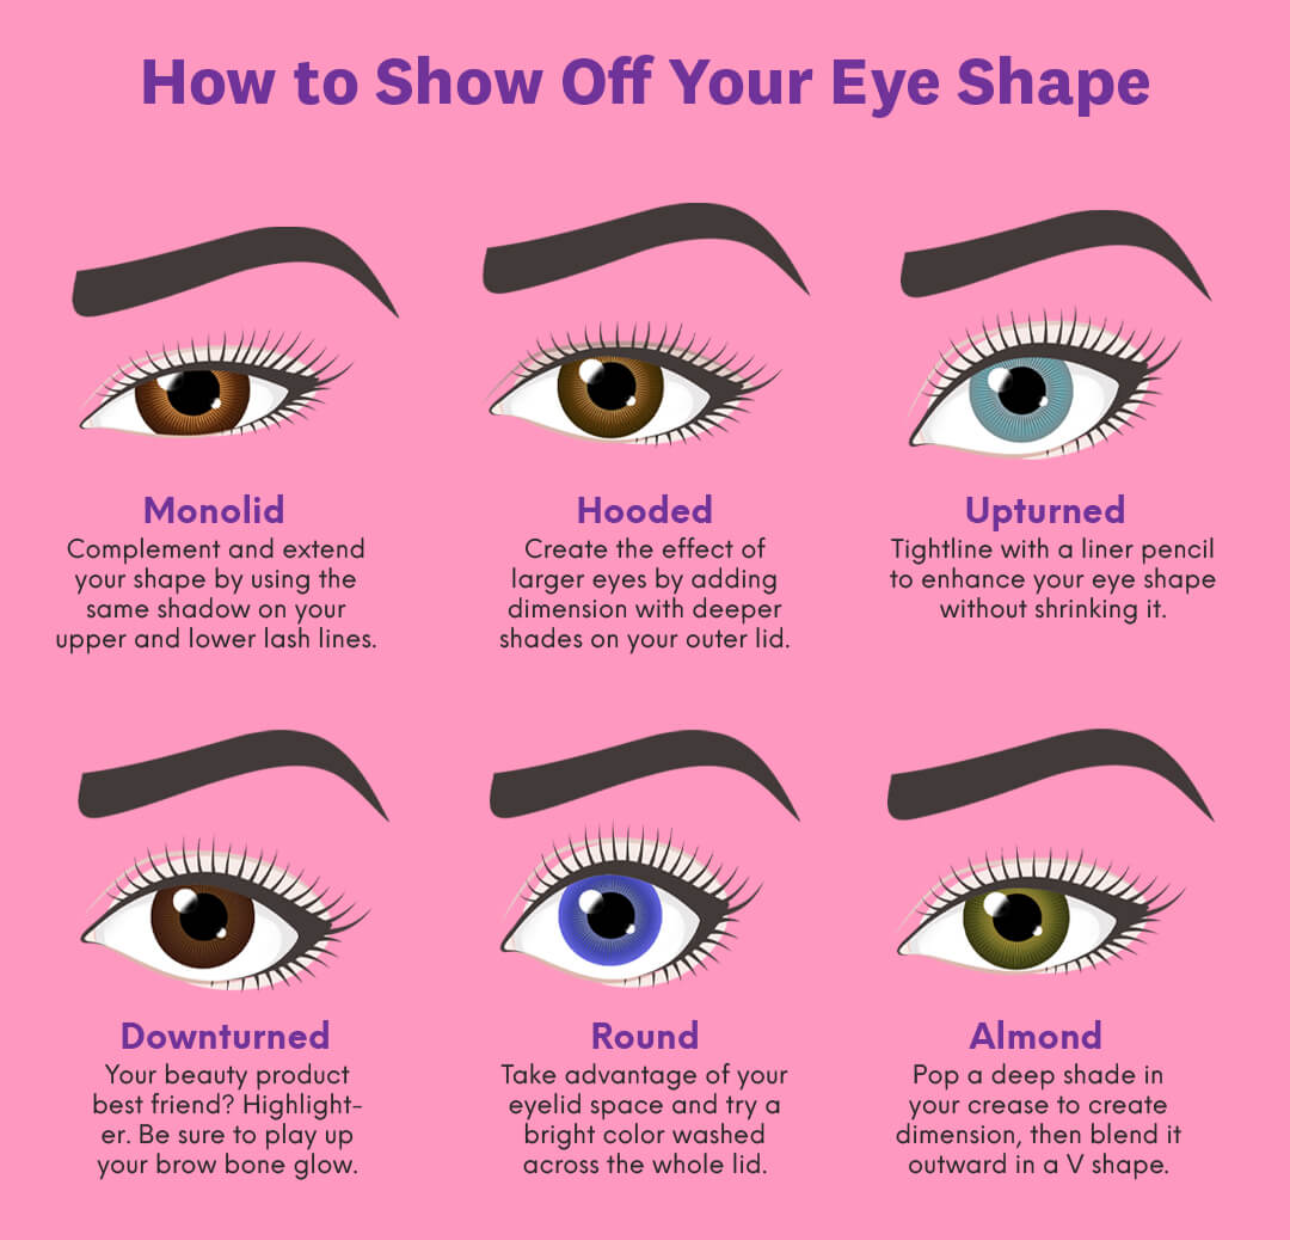 How to Show Off Your Eye Shape
Monolid
Complement and extend
your shape by using the
same shadow on your
upper and lower lash lines.
Hooded
Create the effect of
larger eyes by adding
dimension with deeper
shades on your outer lid.
Upturned
Tightline with a liner pencil
to enhance your eye shape
without shrinking it.
Downturned
Your beauty product
best friend? Highlight-
er. Be sure to play up
your brow bone glow.
Round
Take advantage of your
eyelid space and try a
bright color washed
across the whole lid.
Almond
Pop a deep shade in
your crease to create
dimension, then blend it
outward in a V shape.